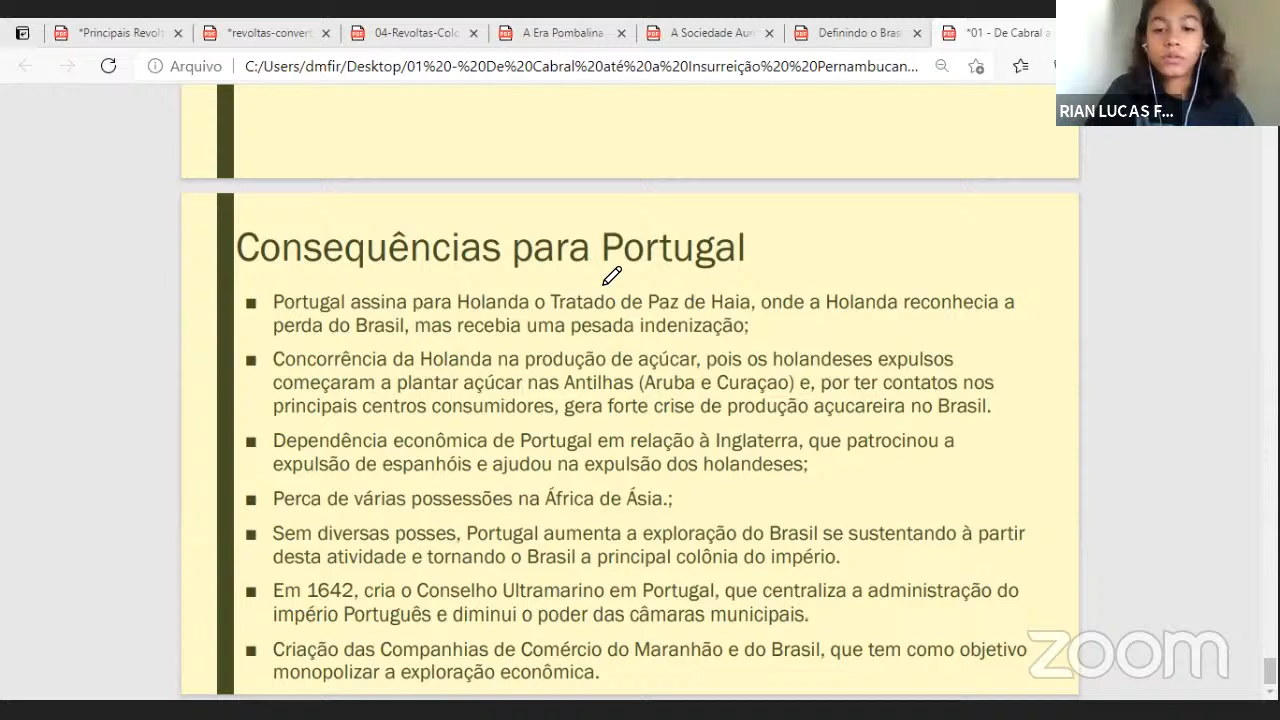 *Principais Revolt
*revoltas-convert
04-Revoltas-Colo
A Era Pombalina
A Sociedade Au
Definindo o Bras
*01 - De Cabral a
Arquivo
C:/Users/dmfir/Desktop/01%20-%20De%20Cabral%20até%20a%20Insurreição%20%20Pernambucan...
RIAN LUCAS F...
Consequências para Portugal
■ Portugal assina para Holanda o Tratado de Paz de Haia, onde a Holanda reconhecia a
perda do Brasil, mas recebia uma pesada indenização;
■ Concorrência da Holanda na produção de açúcar, pois os holandeses expulsos
começaram a plantar açúcar nas Antilhas (Aruba e Curaçao) e, por ter contatos nos
principais centros consumidores, gera forte crise de produção açucareira no Brasil.
■ Dependência econômica de Portugal em relação à Inglaterra, que patrocinou a
expulsão de espanhóis e ajudou na expulsão dos holandeses;
■ Perca de várias possessões na África de Ásia.;
■ Sem diversas posses, Portugal aumenta a exploração do Brasil se sustentando à partir
desta atividade e tornando o Brasil a principal colônia do império.
■ Em 1642, cria o Conselho Ultramarino em Portugal, que centraliza a administração do
império Português e diminui o poder das câmaras municipais.
■ Criação das Companhias de Comércio do Maranhão e do Brasil, que tem como objetivo
monopolizar a exploração econômica.
zoom